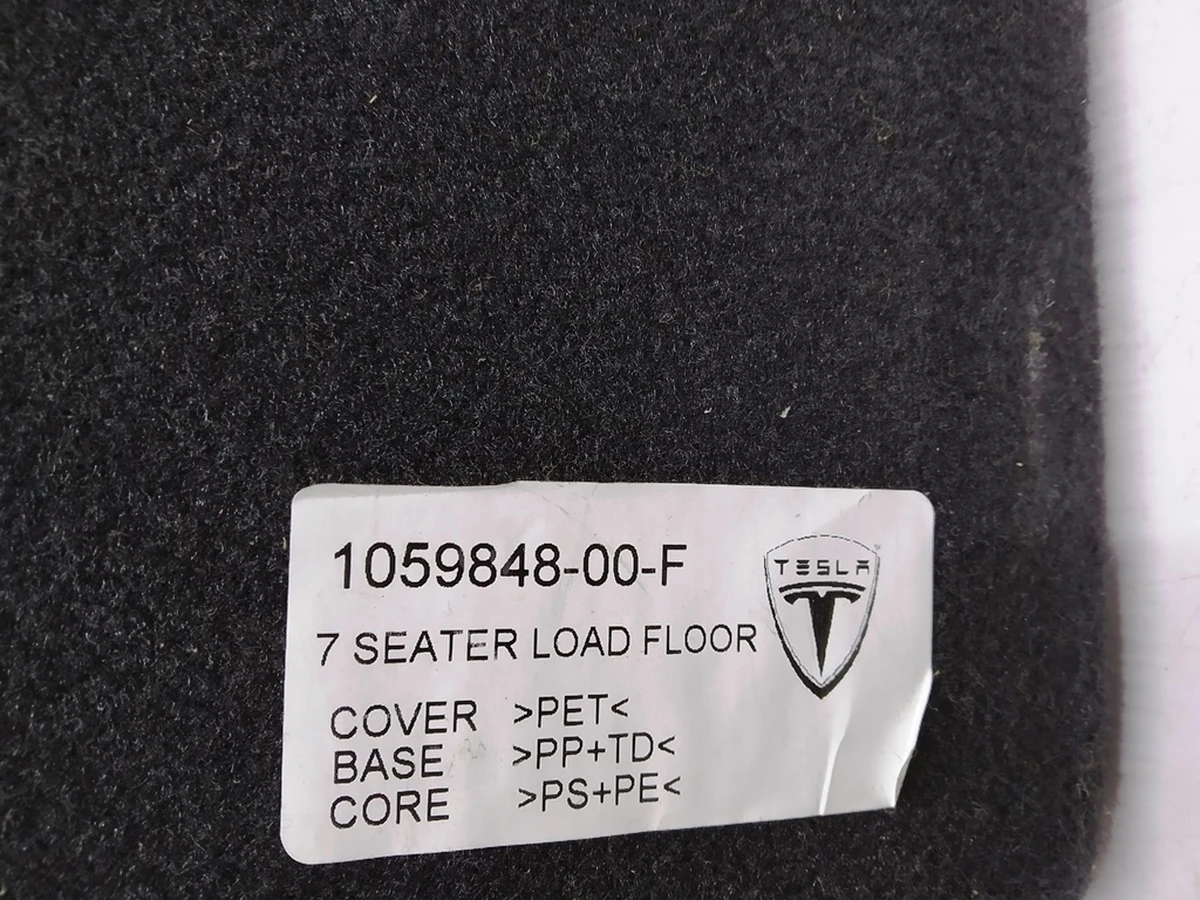 1059848-00-F
TESLA
7 SEATER LOAD FLOOR
COVER >PET<
BASE >PP+TD<
CORE >PS+PE<